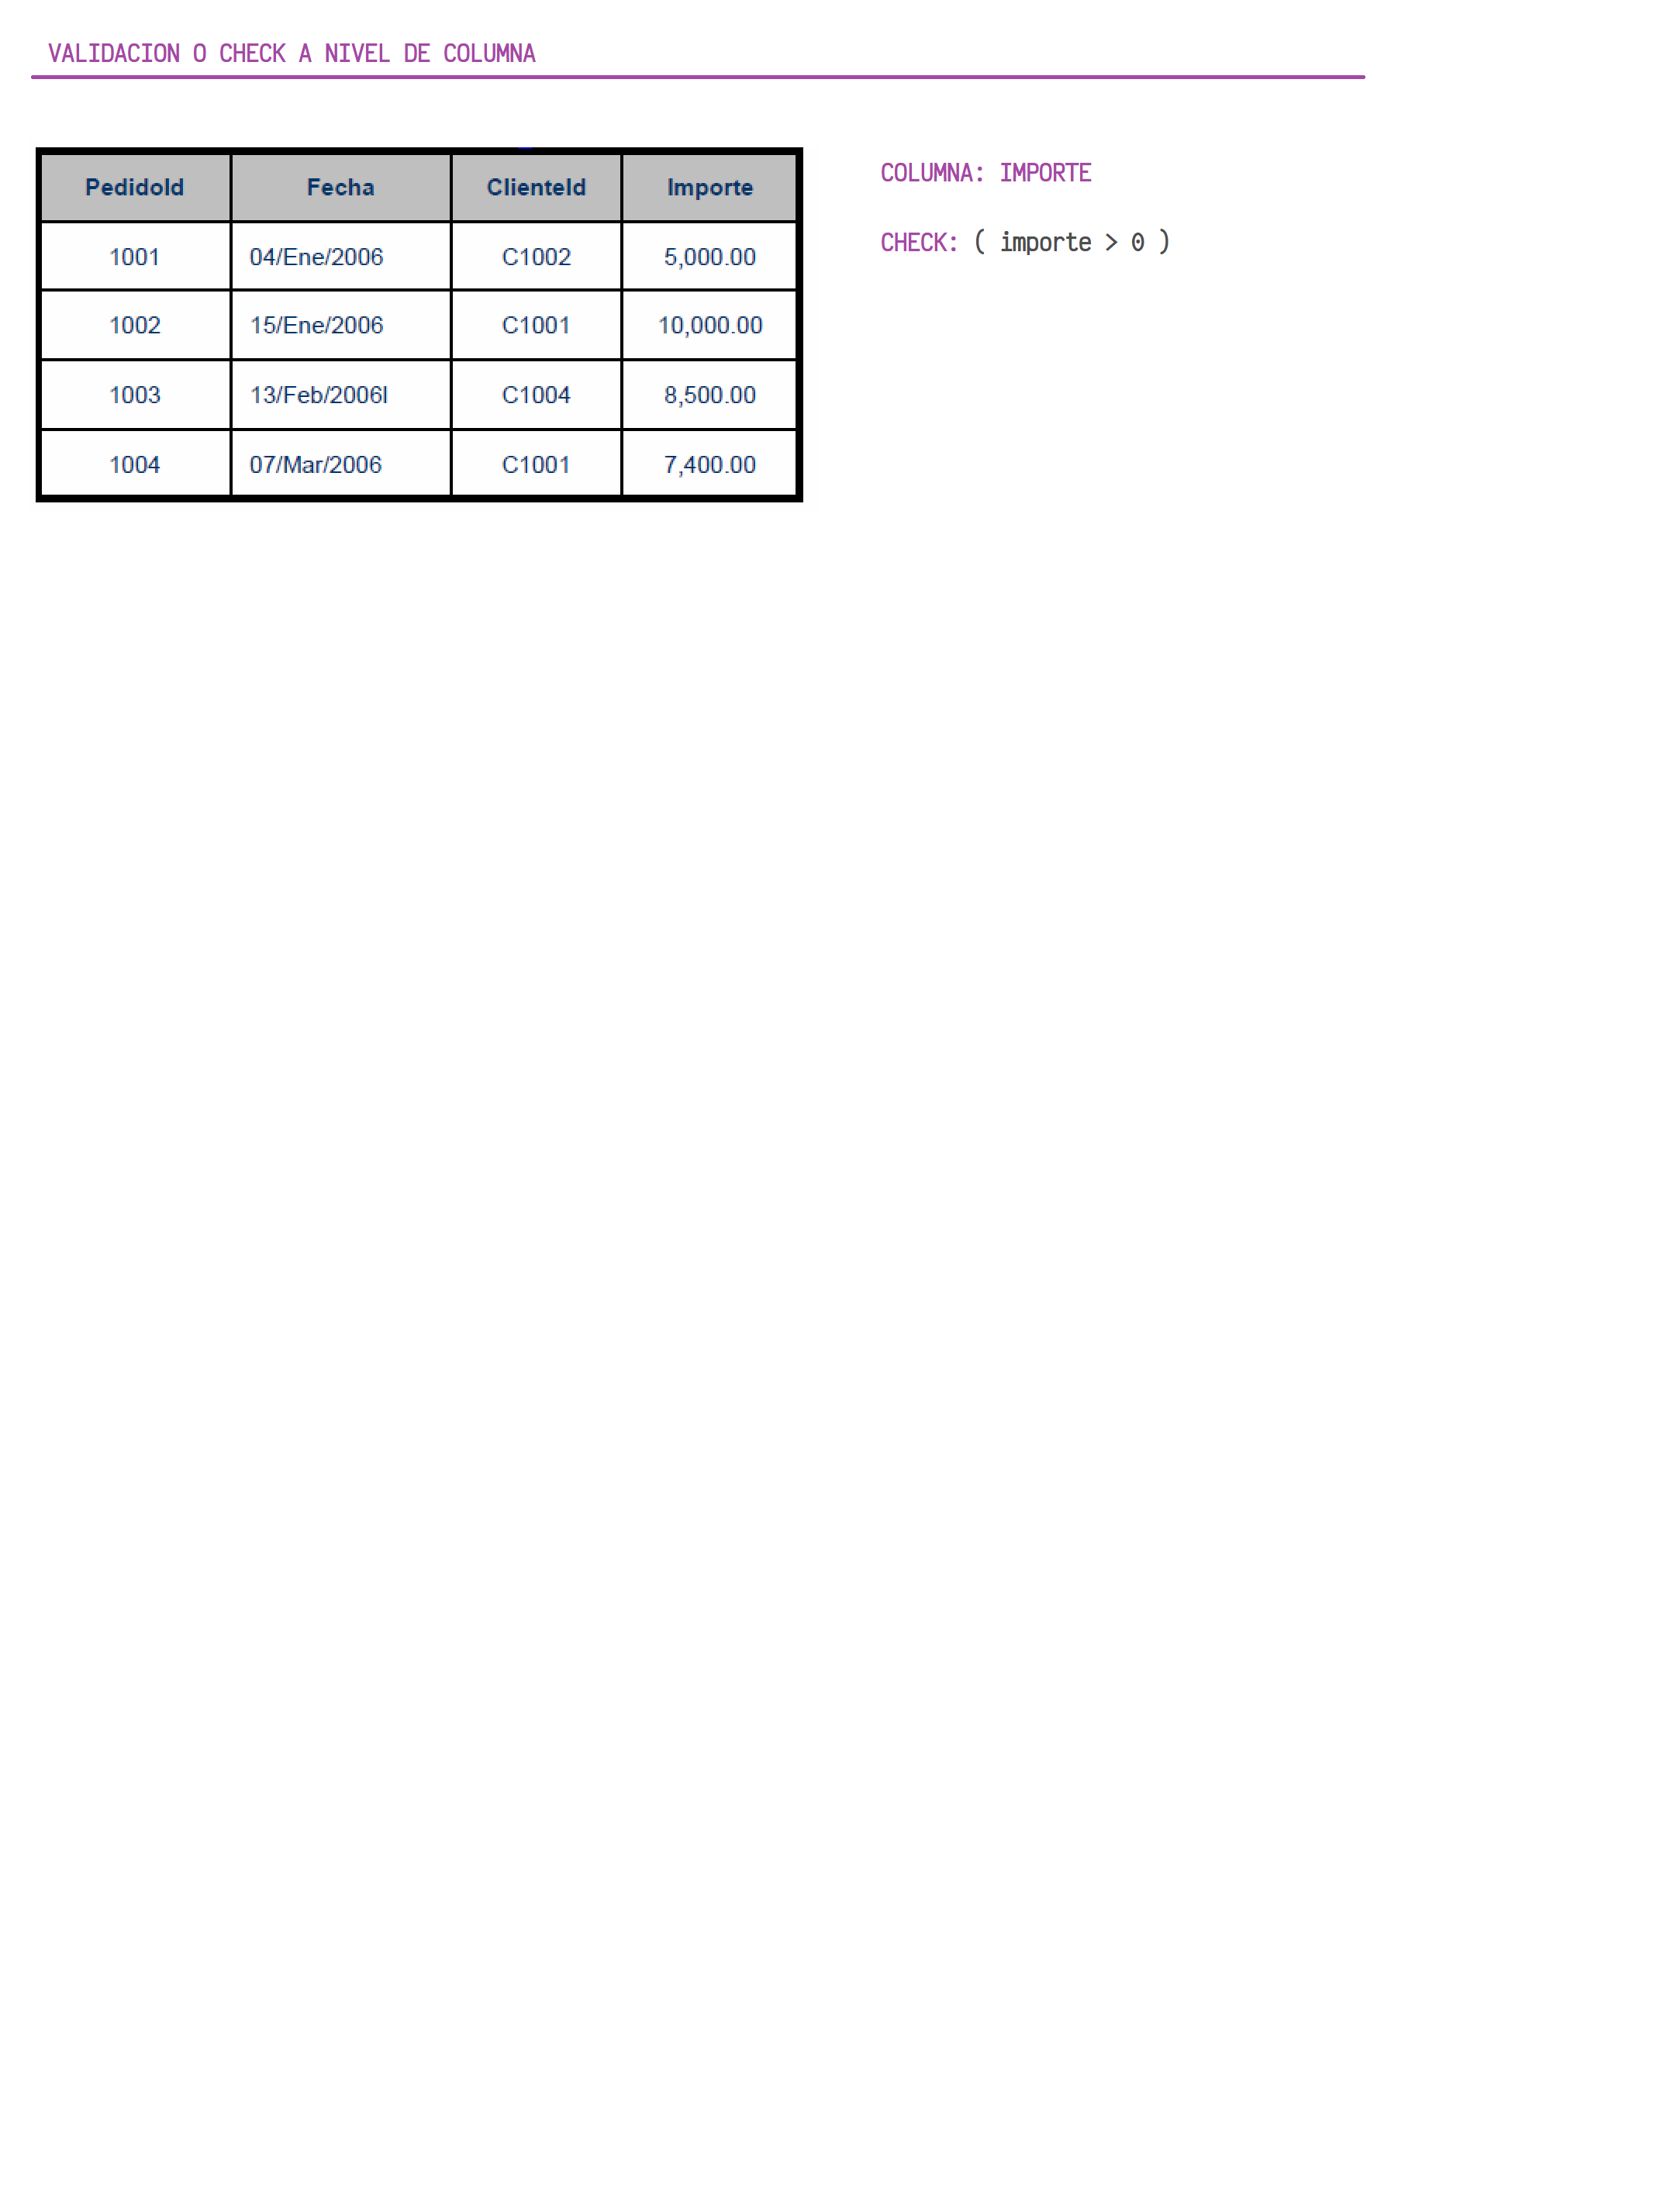 VALIDACION O CHECK A NIVEL DE COLUMNA
PedidoId Fecha ClienteId Importe
1001 04/Ene/2006 C1002 5,000.00
1002 15/Ene/2006 C1001 10,000.00
1003 13/Feb/2006l C1004 8,500.00
1004 07/Mar/2006 C1001 7,400.00
COLUMNA: IMPORTE
CHECK: ( importe > 0 )